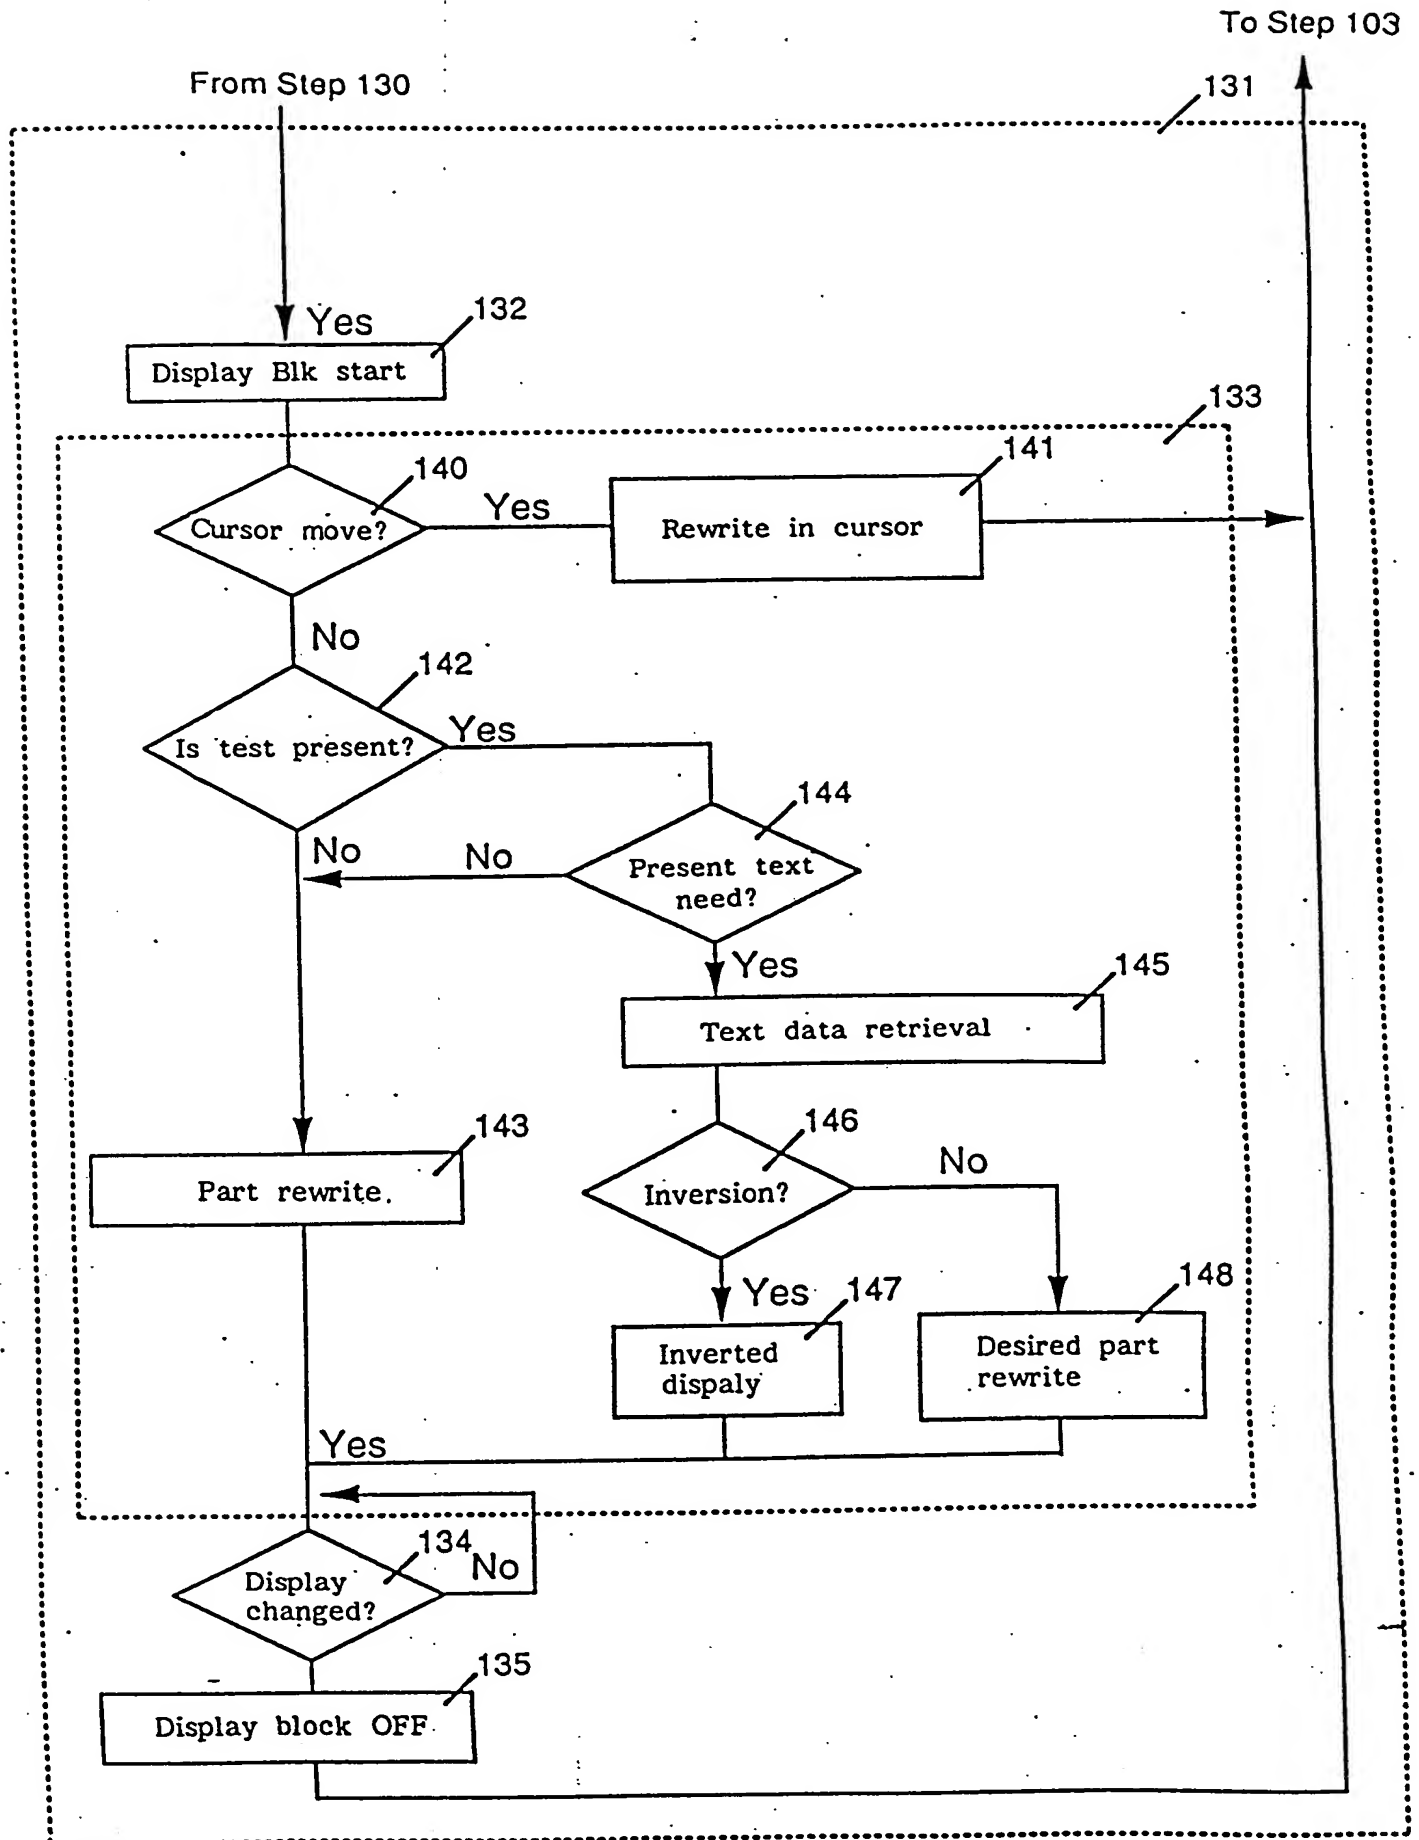 To Step 103
From Step 130
131
Yes
132
Display Blk start
133
140
141
Cursor move?
Yes
Rewrite in cursor
No
142
Is test present?
Yes
144
No
No
Present text
need?
Yes
145
Text data retrieval
143
146
No
Part rewrite.
Inversion?
Yes
147
148
Inverted
dispaly
Desired part
rewrite
Yes
134
No
Display
changed?
135
Display block OFF